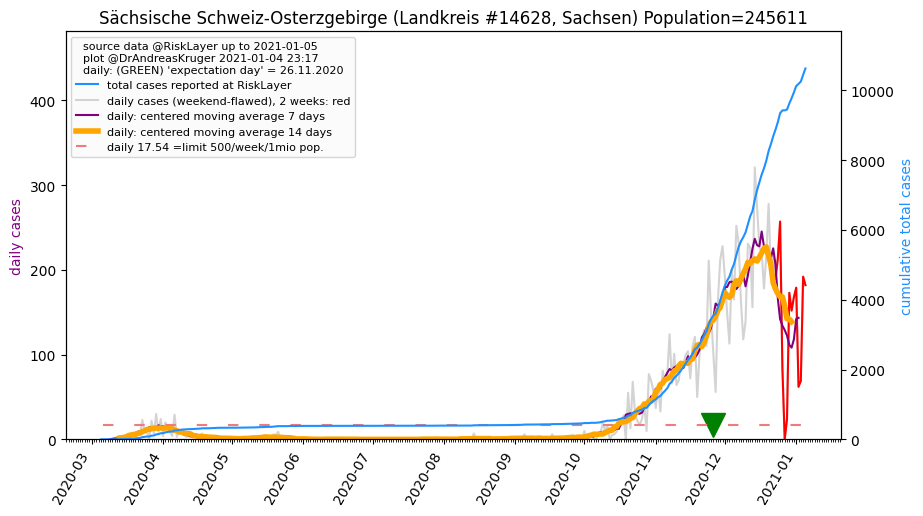 Sächsische Schweiz-Osterzgebirge (Landkreis #14628, Sachsen) Population=245611
source data @RiskLayer up to 2021-01-05
plot @DrAndreasKruger 2021-01-04 23:17
daily: (GREEN) 'expectation day' = 26.11.2020
total cases reported at RiskLayer
daily cases (weekend-flawed), 2 weeks: red
daily: centered moving average 7 days
daily: centered moving average 14 days
daily 17.54 =limit 500/week/1mio pop.
daily cases
400
300
200
100
0
cumulative total cases
10000
8000
6000
4000
2000
0
2020-03
2020-04
2020-05
2020-06
2020-07
2020-08
2020-09
2020-10
2020-11
2020-12
2021-01